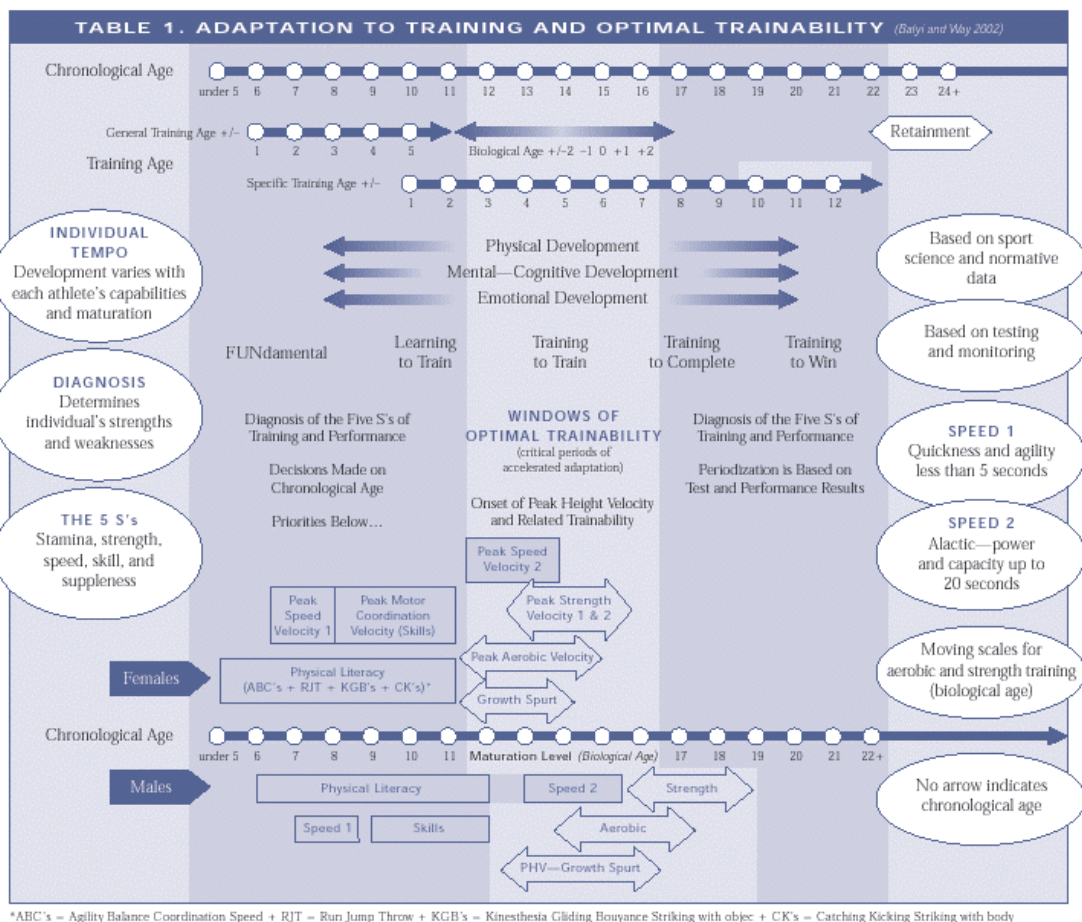 TABLE 1. ADAPTATION TO TRAINING AND OPTIMAL TRAINABILITY (Balyi and Way 2002)
Chronological Age
under 5 6 7 8 9 10 11 12 13 14 15 16 17 18 19 20 21 22 23 24+
General Training Age +/–
1 2 3 4 5
Biological Age +/–2 –1 0 +1 +2
Retainment
Training Age
Specific Training Age +/–
1 2 3 4 5 6 7 8 9 10 11 12
INDIVIDUAL
TEMPO
Development varies with
each athlete's capabilities
and maturation
Physical Development
Mental—Cognitive Development
Emotional Development
Based on sport
science and normative
data
FUNdamental
Learning
to Train
Training
to Train
Training
to Complete
Training
to Win
Based on testing
and monitoring
DIAGNOSIS
Determines
individual's strengths
and weaknesses
Diagnosis of the Five S's of
Training and Performance
Decisions Made on
Chronological Age
Priorities Below…
WINDOWS OF
OPTIMAL TRAINABILITY
(critical periods of
accelerated adaptation)
Onset of Peak Height Velocity
and Related Trainability
Diagnosis of the Five S's of
Training and Performance
Periodization is Based on
Test and Performance Results
SPEED 1
Quickness and agility
less than 5 seconds
THE 5 S's
Stamina, strength,
speed, skill, and
suppleness
SPEED 2
Alactic—power
and capacity up to
20 seconds
Peak Speed
Velocity 2
Peak
Speed
Velocity 1
Peak Motor
Coordination
Velocity (Skills)
Peak Strength
Velocity 1 & 2
Females
Physical Literacy
(ABC's + RJT + KGB's + CK's)*
Peak Aerobic Velocity
Growth Spurt
Moving scales for
aerobic and strength training
(biological age)
Chronological Age
under 5 6 7 8 9 10 11 Maturation Level (Biological Age) 17 18 19 20 21 22+
Males
Physical Literacy
Speed 2
Strength
Speed 1
Skills
Aerobic
PHV—Growth Spurt
No arrow indicates
chronological age
*ABC's = Agility Balance Coordination Speed + RJT = Run Jump Throw + KGB's = Kinesthesia Gliding Bouyance Striking with objec + CK's = Catching Kicking Striking with body